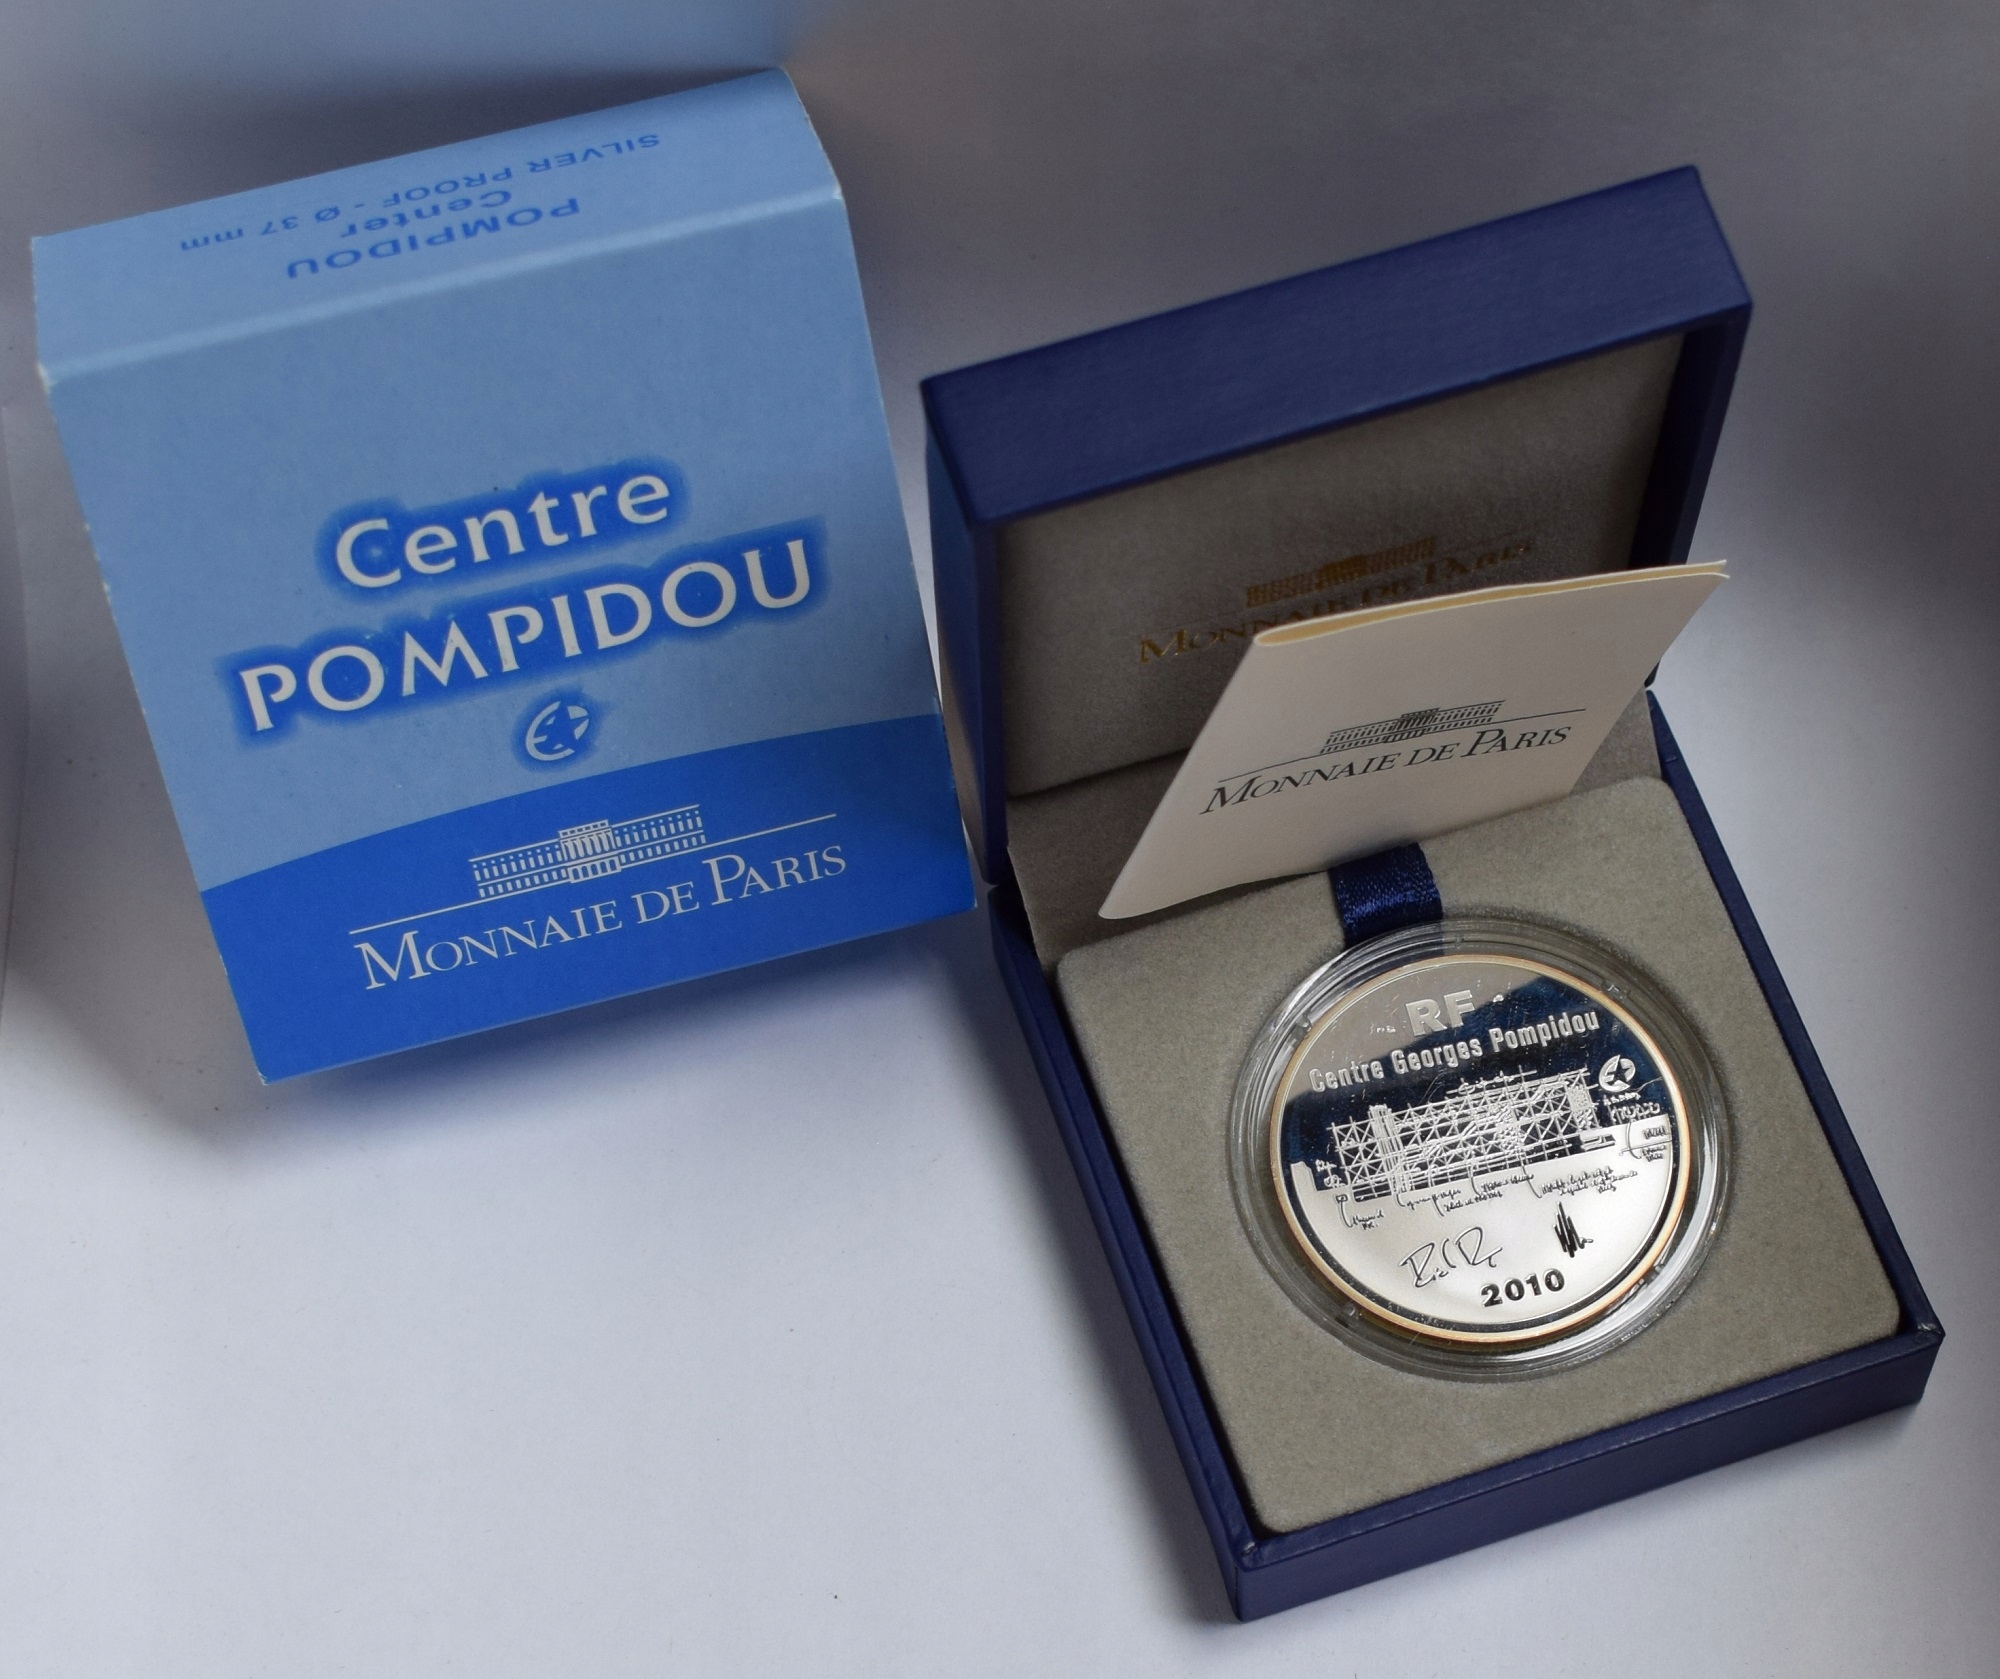 SILVER PROOF - Ø 37 mm
Center
POMPIDOU
Centre
POMPIDOU
MONNAIE DE PARIS
MONNAIE DE PARIS
MONNAIE DE PARIS
RF
Centre Georges Pompidou
2010